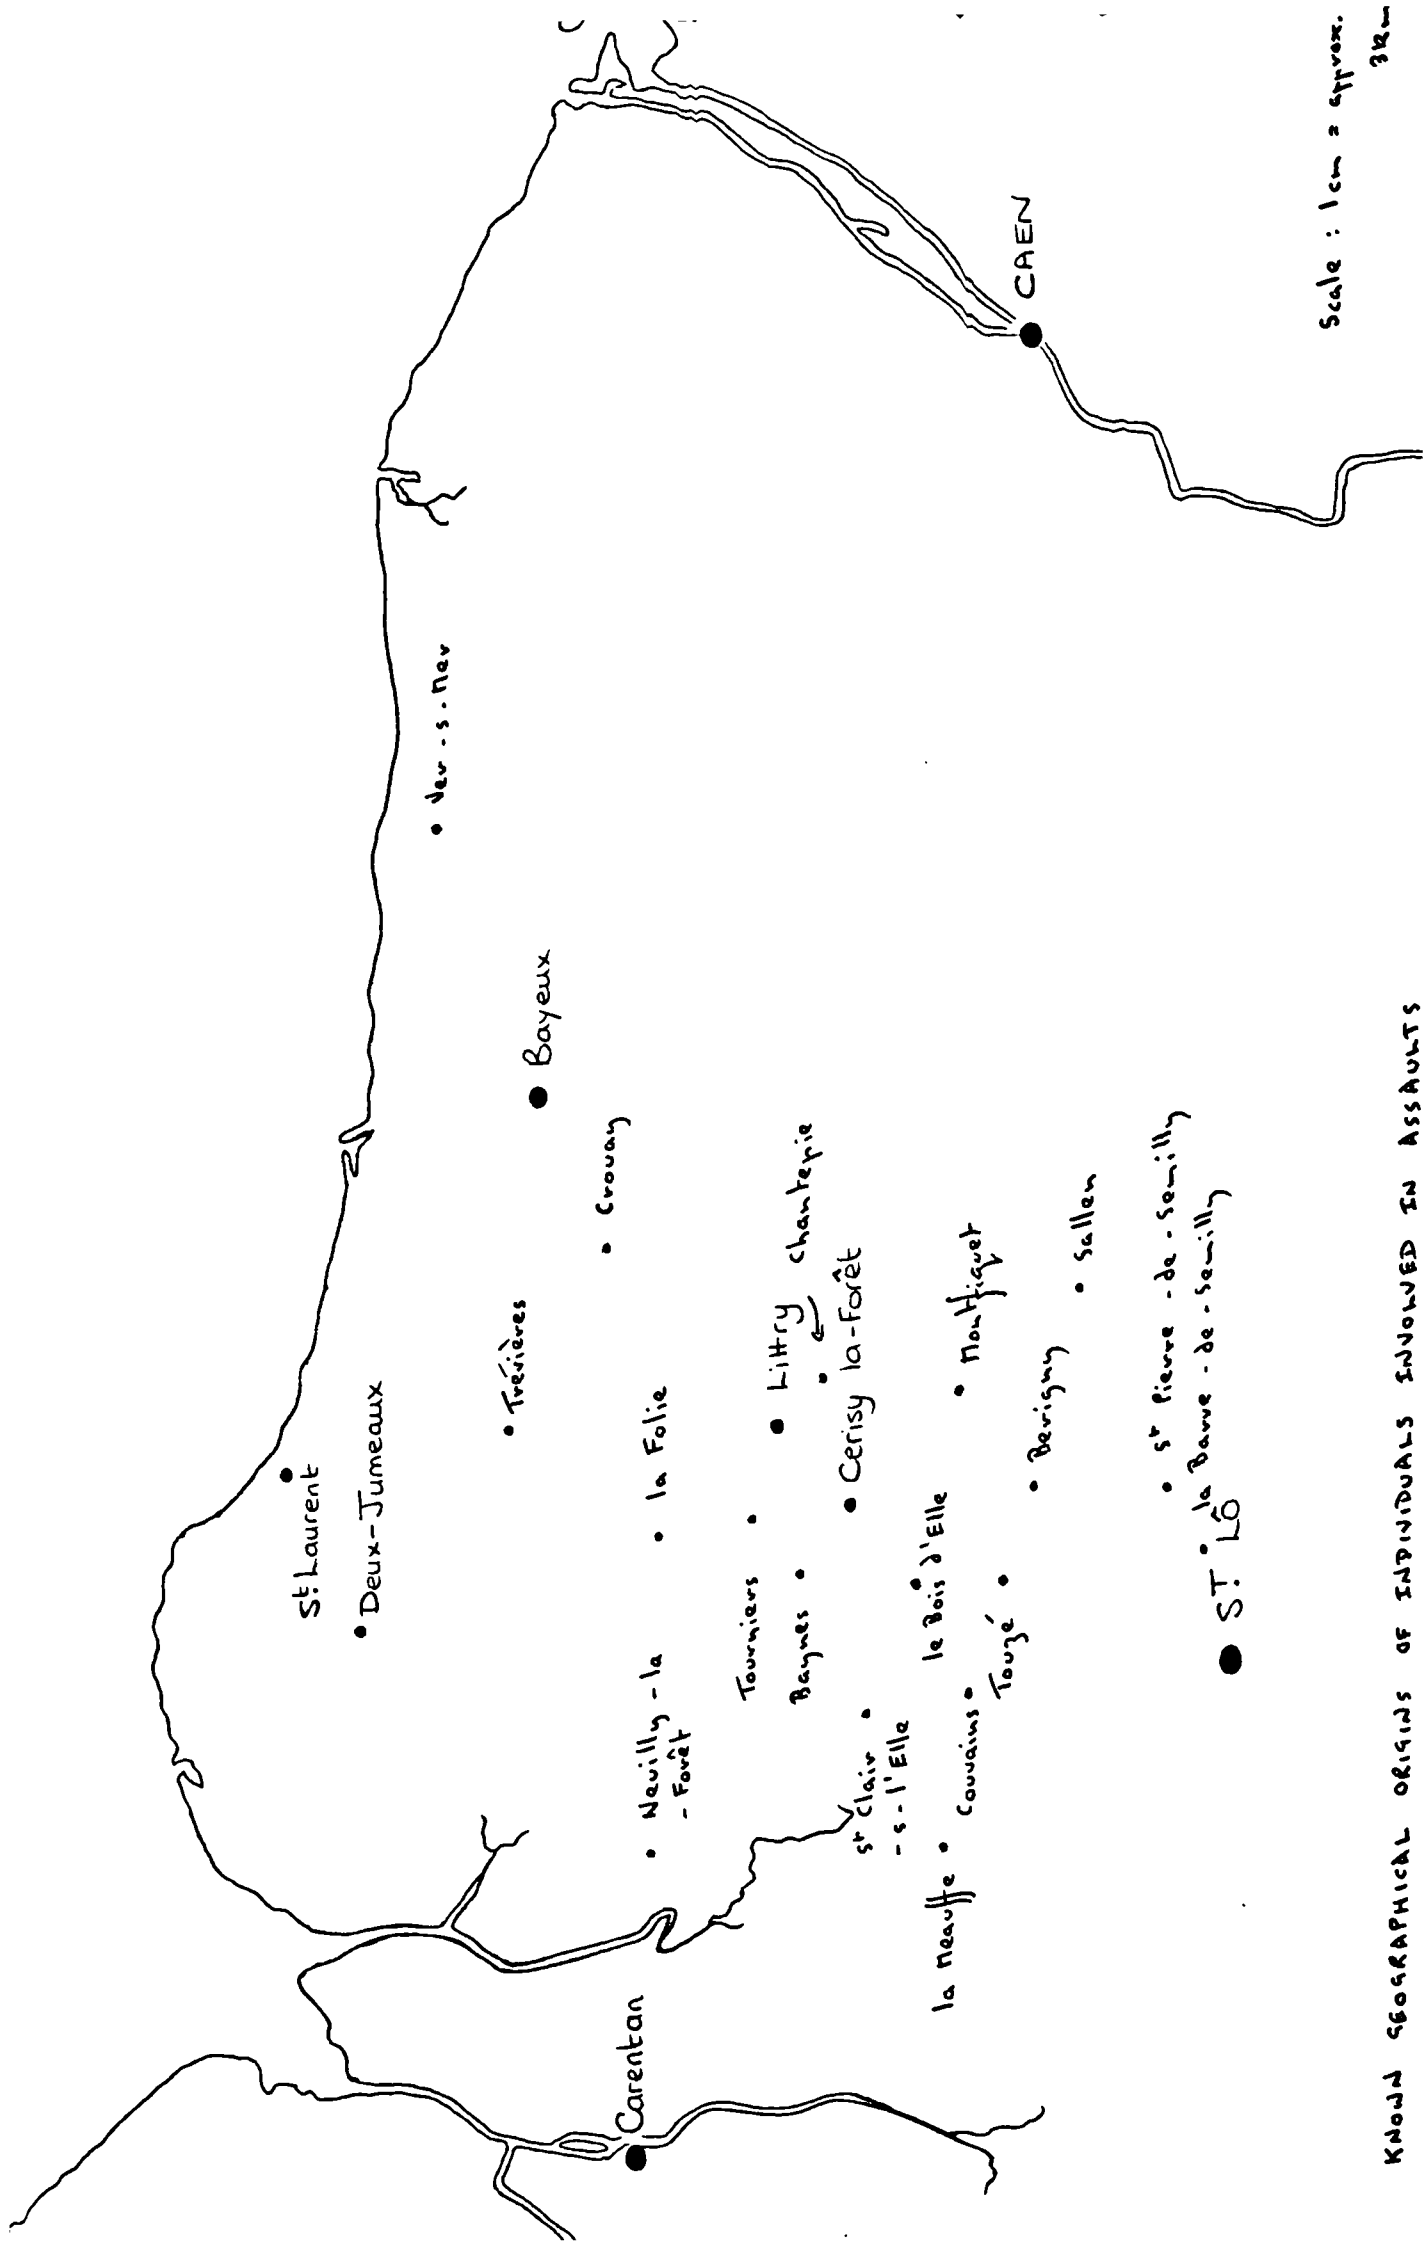 St. Laurent
Deux-Jumeaux
Ver-s-Mer
Trévières
Bayeux
Crouay
Carentan
Neuilly-la
-Forêt
la Folie
Tourniers
Littry
Baynes
Chantepie
Cerisy la-Forêt
St Clair
-s-l'Elle
le Bois d'Elle
la Meauffe
Couvains
Montfiquet
Touzé
Berigny
CAEN
Sallen
St Pierre-de-Semilly
la Barre-de-Semilly
ST. LÔ
Scale : 1cm = approx.
3km
KNOWN GEOGRAPHICAL ORIGINS OF INDIVIDUALS INVOLVED IN ASSAULTS